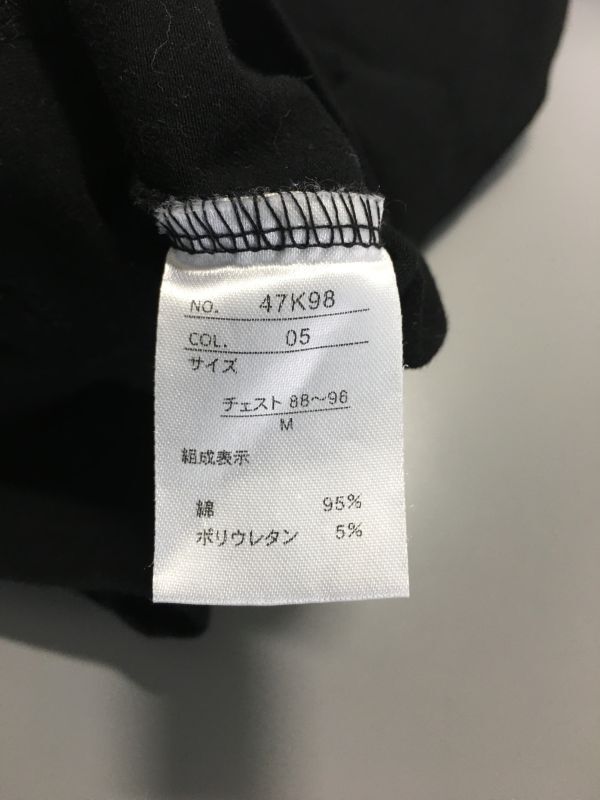 NO. 47K98
COL. 05
サイズ
チェスト 88～96
M
組成表示
綿 95%
ポリウレタン 5%